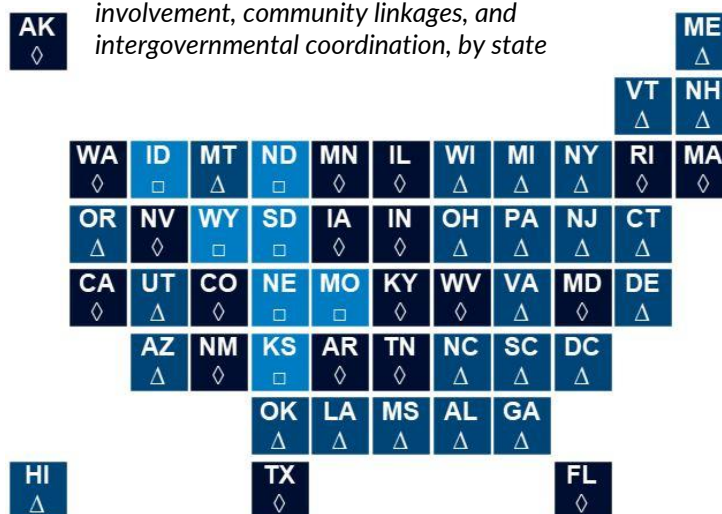 involvement, community linkages, and
intergovernmental coordination, by state
AK ME
◊ Δ
VT NH
Δ Δ
WA ID MT ND MN IL WI MI NY RI MA
◊ □ Δ □ ◊ ◊ Δ Δ Δ ◊ ◊
OR NV WY SD IA IN OH PA NJ CT
Δ ◊ □ □ ◊ ◊ Δ Δ Δ Δ
CA UT CO NE MO KY WV VA MD DE
◊ Δ ◊ □ □ ◊ ◊ Δ ◊ Δ
AZ NM KS AR TN NC SC DC
Δ ◊ □ ◊ ◊ Δ Δ Δ
OK LA MS AL GA
Δ Δ Δ Δ Δ
HI TX FL
Δ ◊ ◊